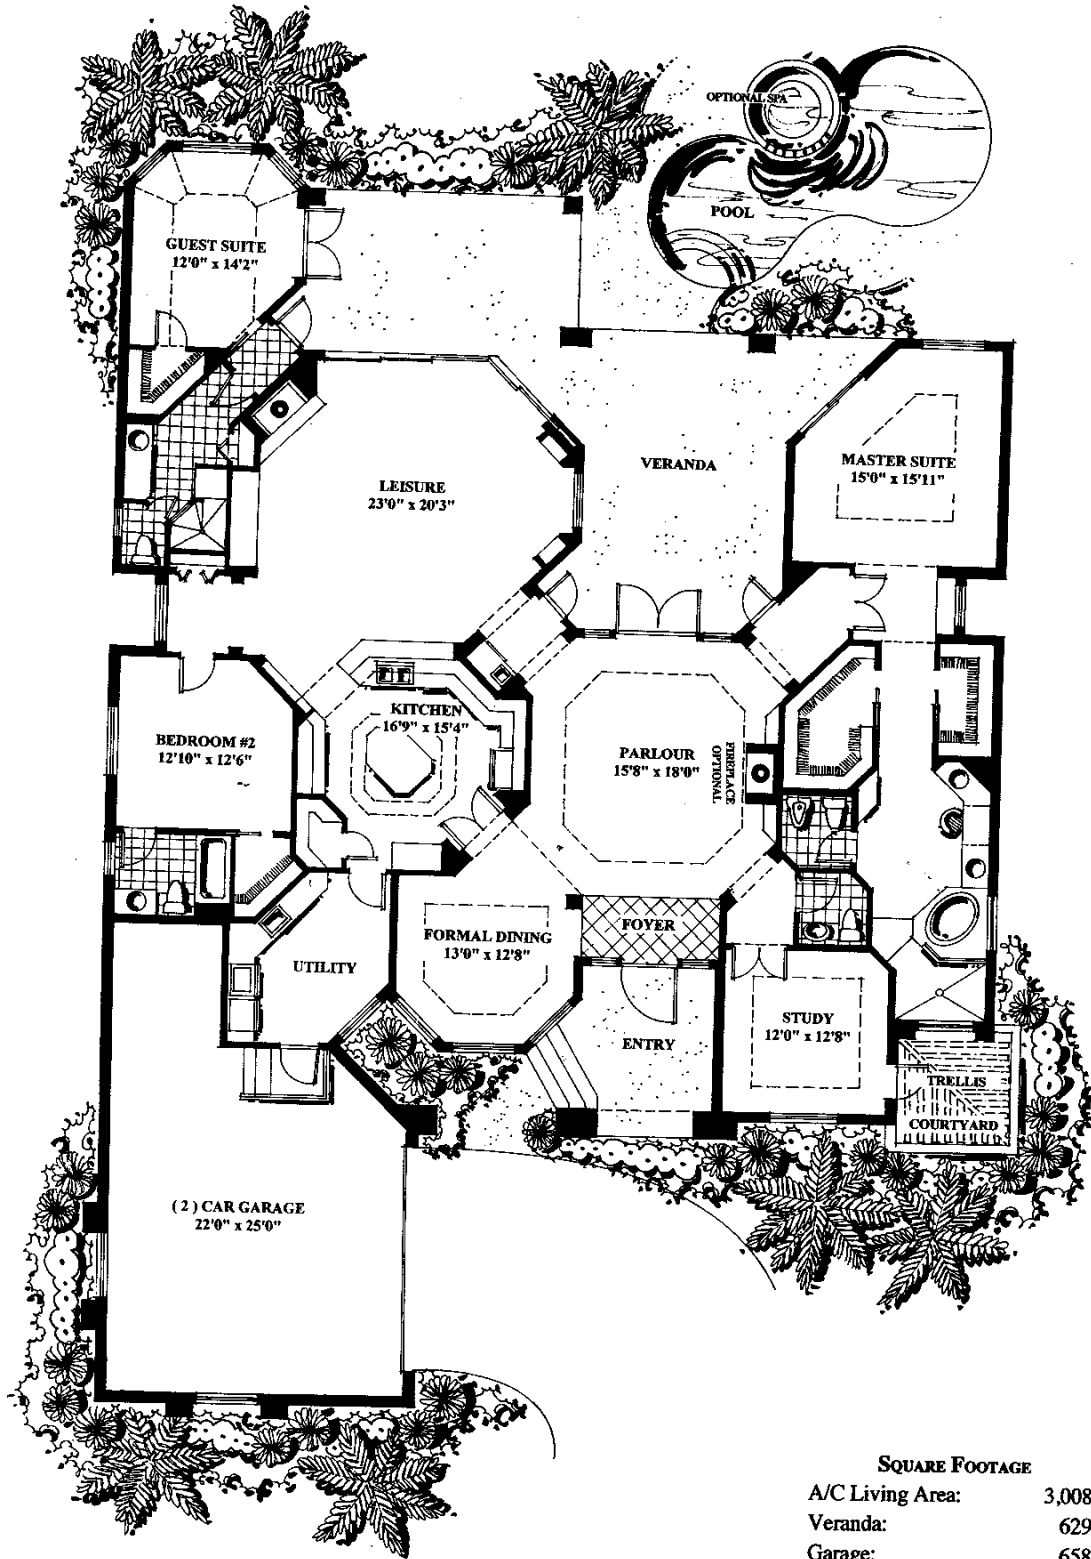 OPTIONAL SPA
POOL
GUEST SUITE
12'0" x 14'2"
VERANDA
MASTER SUITE
15'0" x 15'11"
LEISURE
23'0" x 20'3"
KITCHEN
16'9" x 15'4"
BEDROOM #2
12'10" x 12'6"
PARLOUR
15'8" x 18'0"
OPTIONAL
FIREPLACE
FOYER
FORMAL DINING
13'0" x 12'8"
UTILITY
STUDY
12'0" x 12'8"
ENTRY
TRELLIS
COURTYARD
( 2 ) CAR GARAGE
22'0" x 25'0"
SQUARE FOOTAGE
A/C Living Area: 3,008
Veranda: 629
Garage: 658